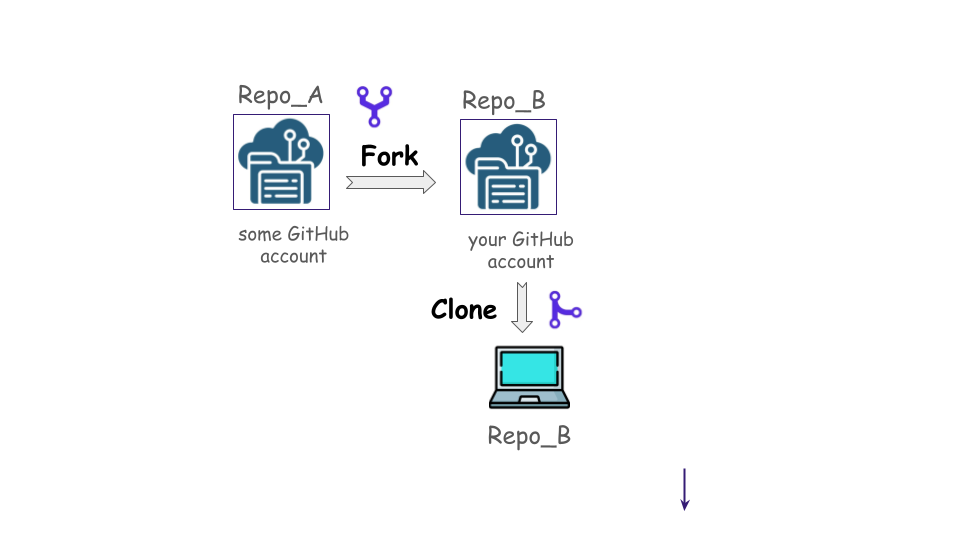 Repo_A
Repo_B
Fork
some GitHub
account
your GitHub
account
Clone
Repo_B